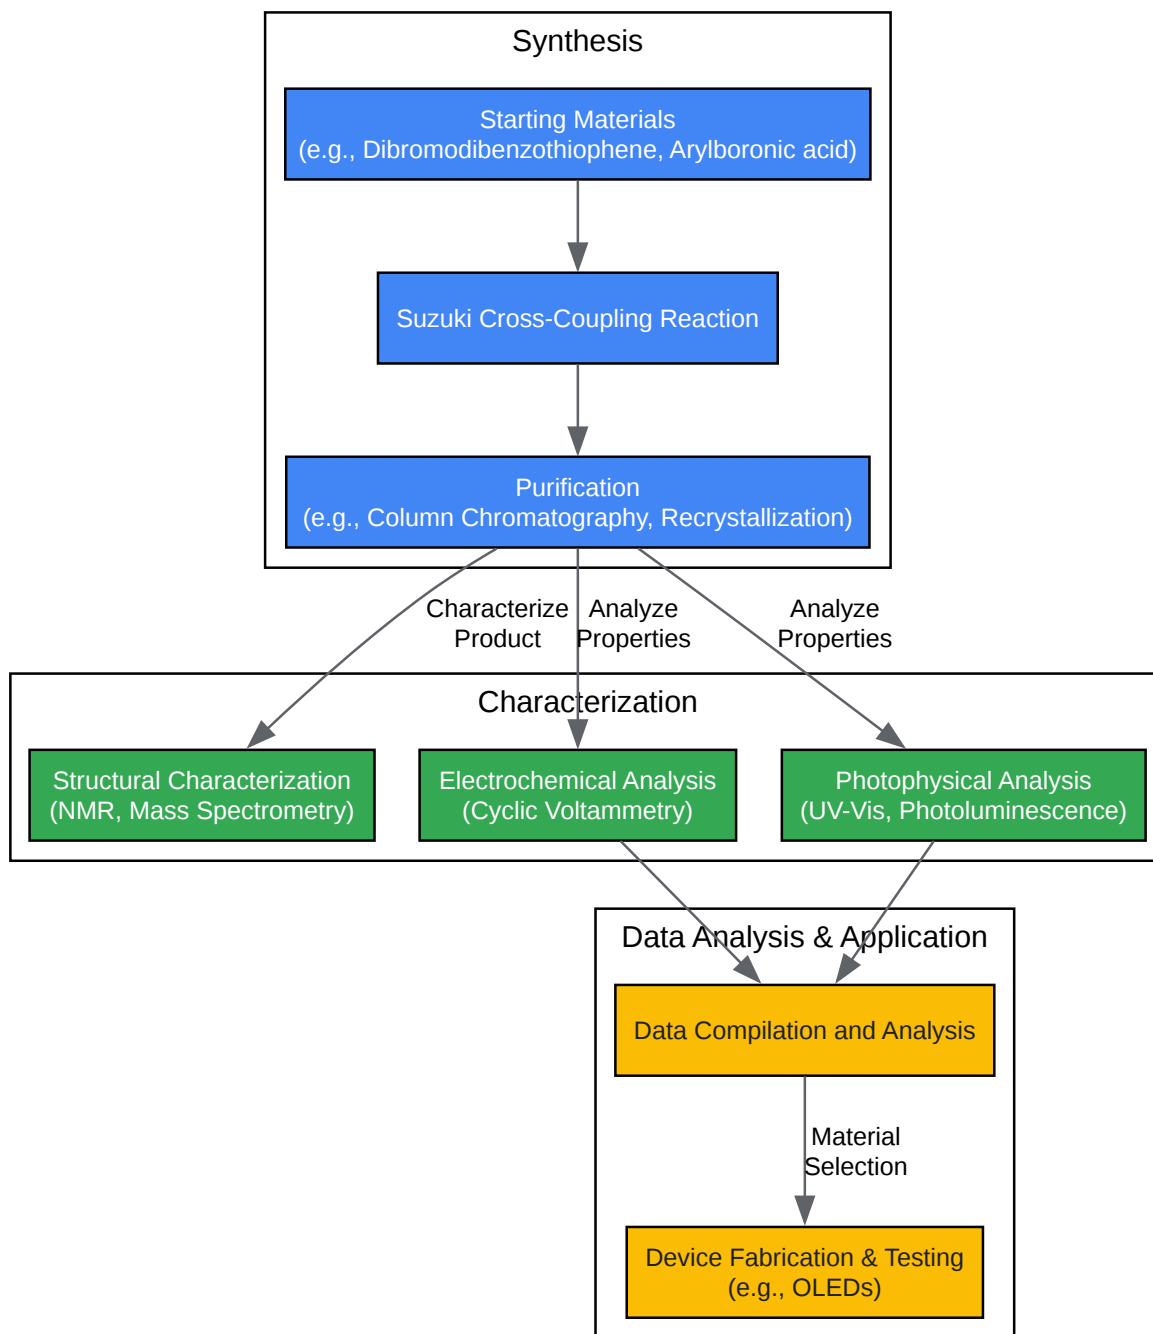 Synthesis
Starting Materials
(e.g., Dibromodibenzothiophene, Arylboronic acid)
Suzuki Cross-Coupling Reaction
Purification
(e.g., Column Chromatography, Recrystallization)
Characterize
Product
Analyze
Properties
Analyze
Properties
Characterization
Structural Characterization
(NMR, Mass Spectrometry)
Electrochemical Analysis
(Cyclic Voltammetry)
Photophysical Analysis
(UV-Vis, Photoluminescence)
Data Analysis & Application
Data Compilation and Analysis
Material
Selection
Device Fabrication & Testing
(e.g., OLEDs)